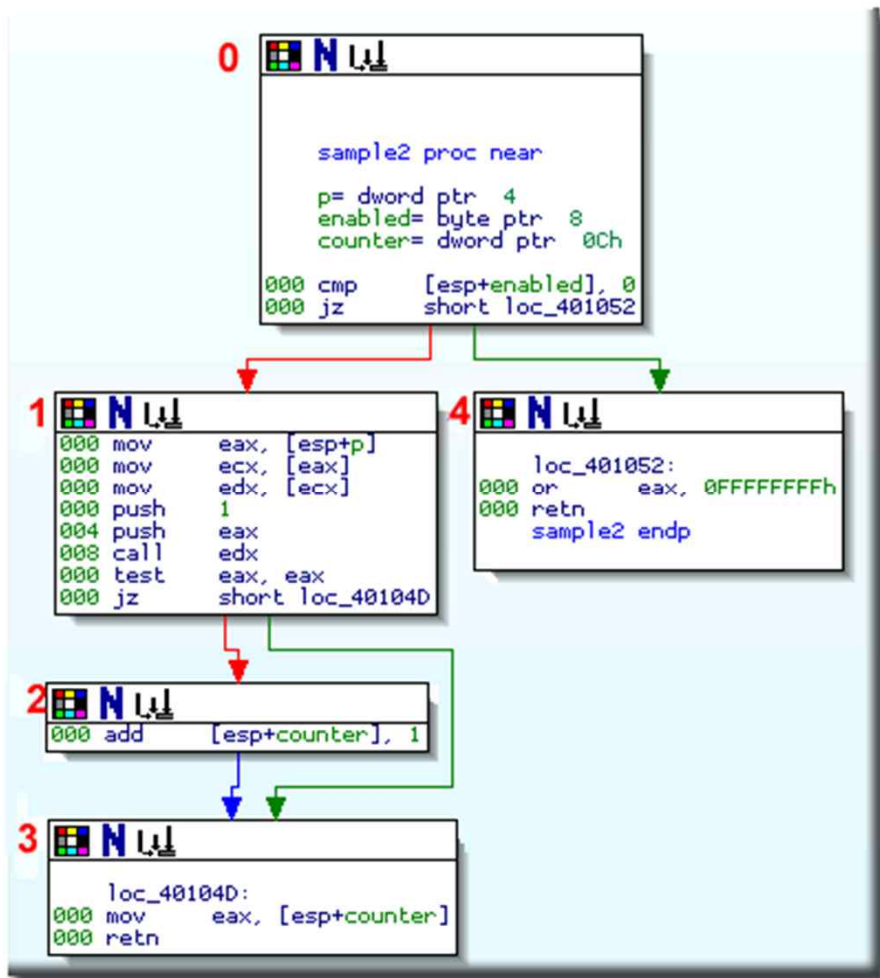 0
N
sample2 proc near
p= dword ptr 4
enabled= byte ptr 8
counter= dword ptr 0Ch
000 cmp [esp+enabled], 0
000 jz short loc_401052
1
N
000 mov eax, [esp+p]
000 mov ecx, [eax]
000 mov edx, [ecx]
000 push 1
004 push eax
008 call edx
000 test eax, eax
000 jz short loc_40104D
4
N
loc_401052:
000 or eax, 0FFFFFFFFh
000 retn
sample2 endp
2
N
000 add [esp+counter], 1
3
N
loc_40104D:
000 mov eax, [esp+counter]
000 retn